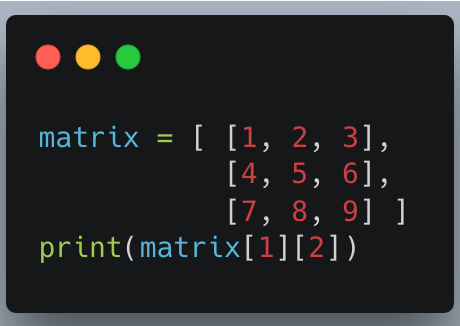 matrix = [ [1, 2, 3],
           [4, 5, 6],
           [7, 8, 9] ]
print(matrix[1][2])